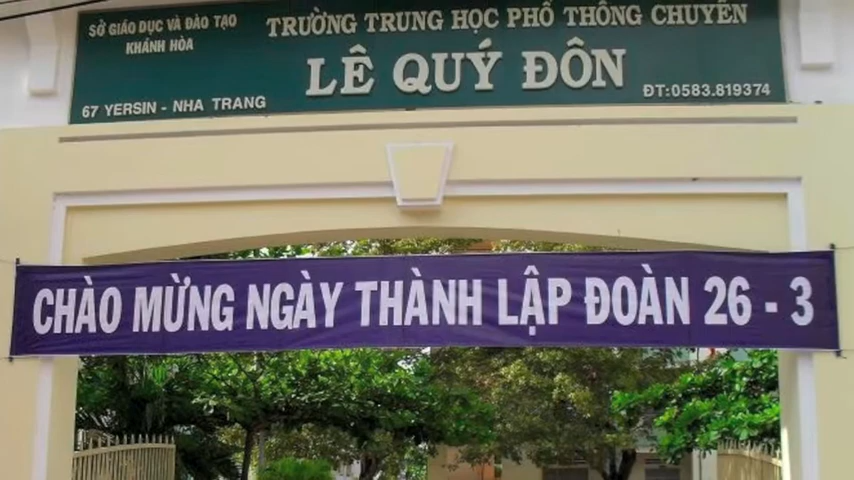 SỞ GIÁO DỤC VÀ ĐÀO TẠO
KHÁNH HÒA
TRƯỜNG TRUNG HỌC PHỔ THÔNG CHUYÊN
LÊ QUÝ ĐÔN
67 YERSIN - NHA TRANG
ĐT:0583.819374
CHÀO MỪNG NGÀY THÀNH LẬP ĐOÀN 26 - 3